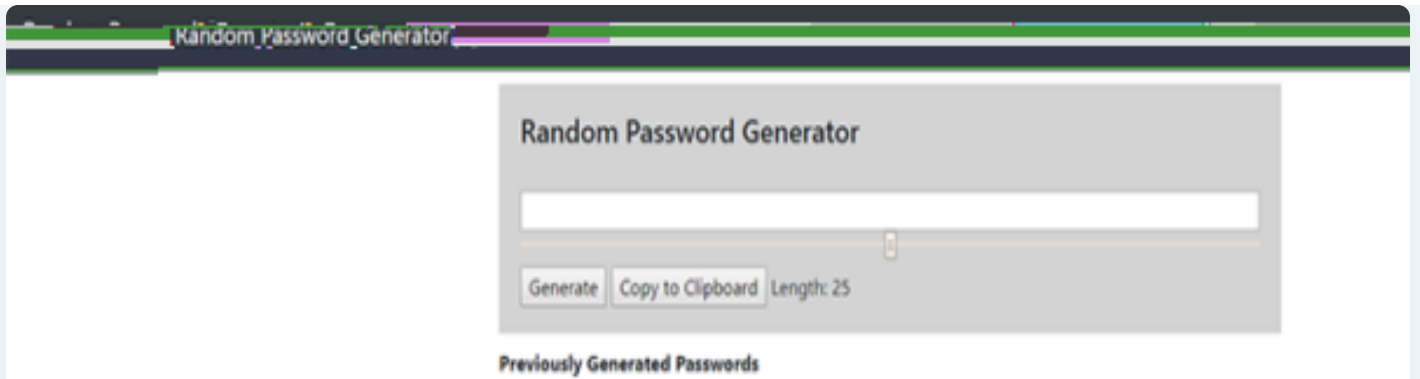 Random Password Generator
Random Password Generator
Generate Copy to Clipboard Length: 25
Previously Generated Passwords